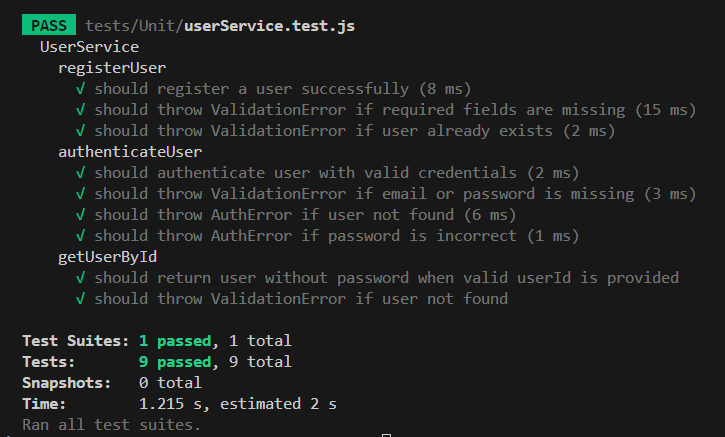 PASS tests/Unit/userService.test.js
UserService
registerUser
√ should register a user successfully (8 ms)
√ should throw ValidationError if required fields are missing (15 ms)
√ should throw ValidationError if user already exists (2 ms)
authenticateUser
√ should authenticate user with valid credentials (2 ms)
√ should throw ValidationError if email or password is missing (3 ms)
√ should throw AuthError if user not found (6 ms)
√ should throw AuthError if password is incorrect (1 ms)
getUserById
√ should return user without password when valid userId is provided
√ should throw ValidationError if user not found
Test Suites: 1 passed, 1 total
Tests: 9 passed, 9 total
Snapshots: 0 total
Time: 1.215 s, estimated 2 s
Ran all test suites.